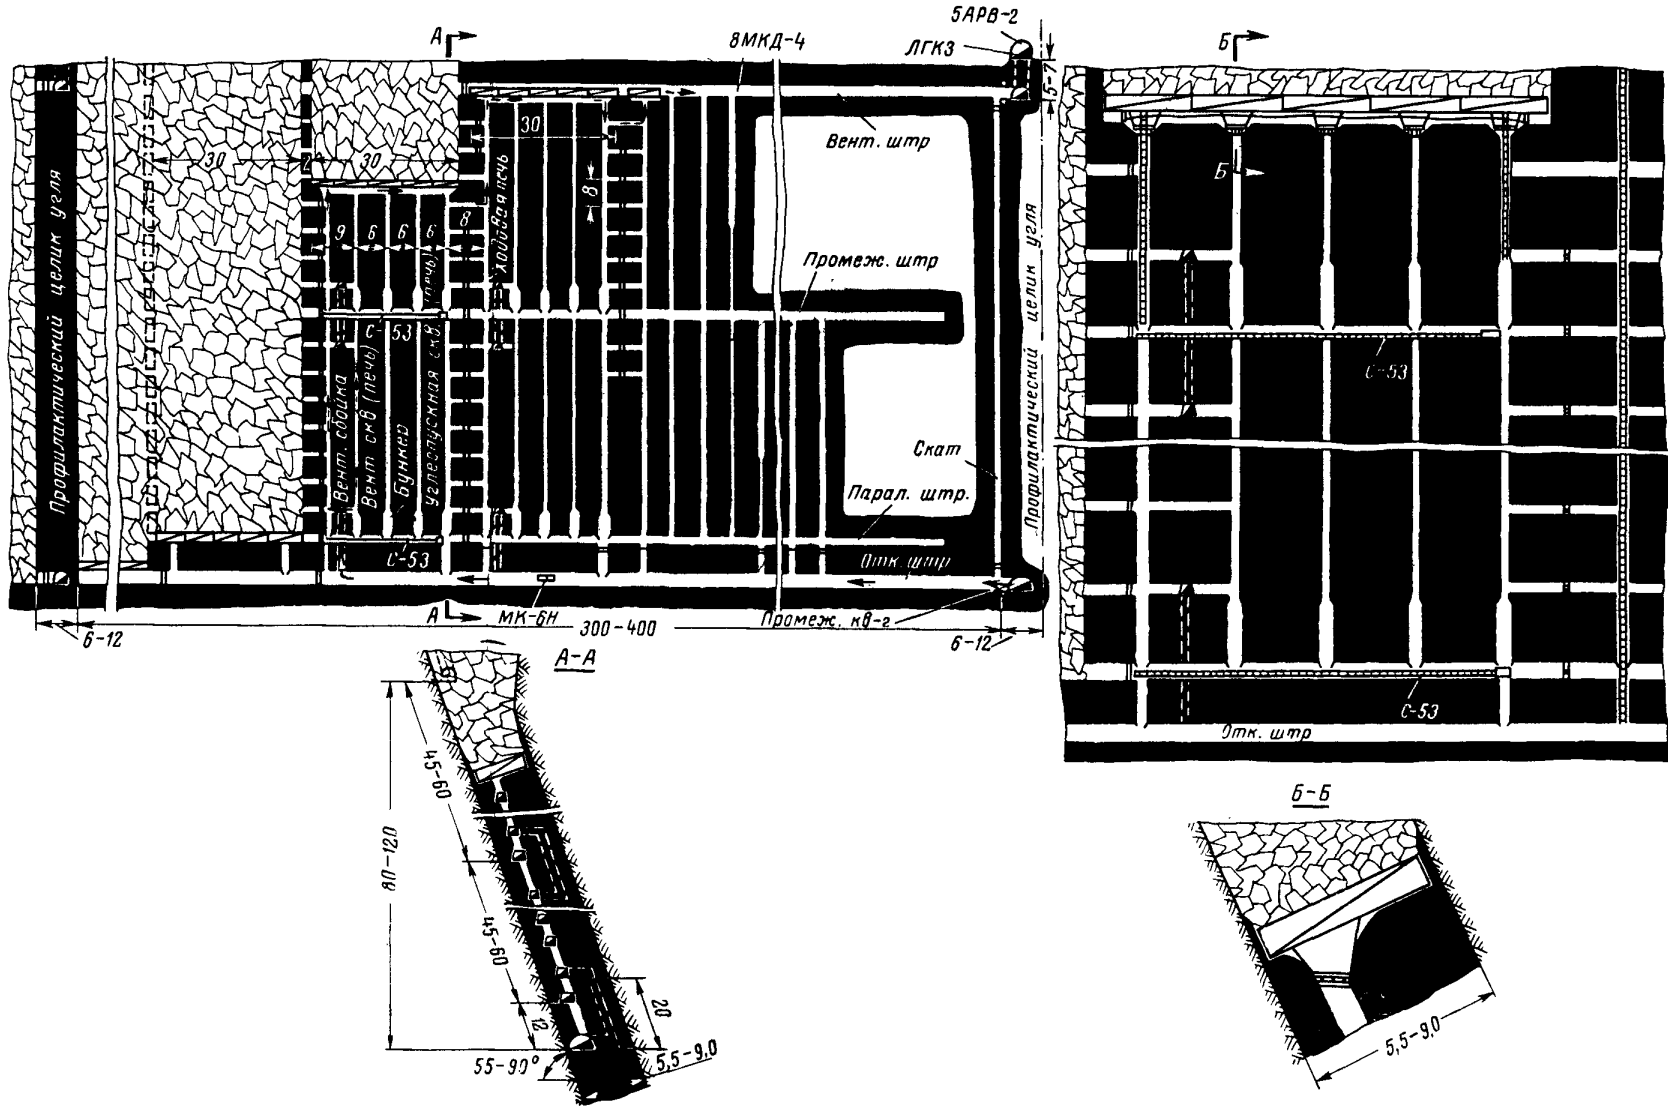 5АРВ-2
А
8МКД-4
ЛГКЗ
Б
5-7
30
Вент. штр
30
2
30
ходовая печь
8
Б
Профилактический целик угля
9
6
6
6
8
Промеж. штр
Профилактический целик угля
С-53
С-53
Вент. сбойка
Вент скв (печь)
Бункер
Углеспускная скв. (печь)
Скат
Парал. штр.
С-53
Отк. штр
А
МК-6Н
Промеж. кв-г
6-12
300-400
6-12
С-53
Отк. штр
А-А
6
45-60
80-120
45-60
12
20
55-90°
5,5-9,0
Б-Б
5,5-9,0